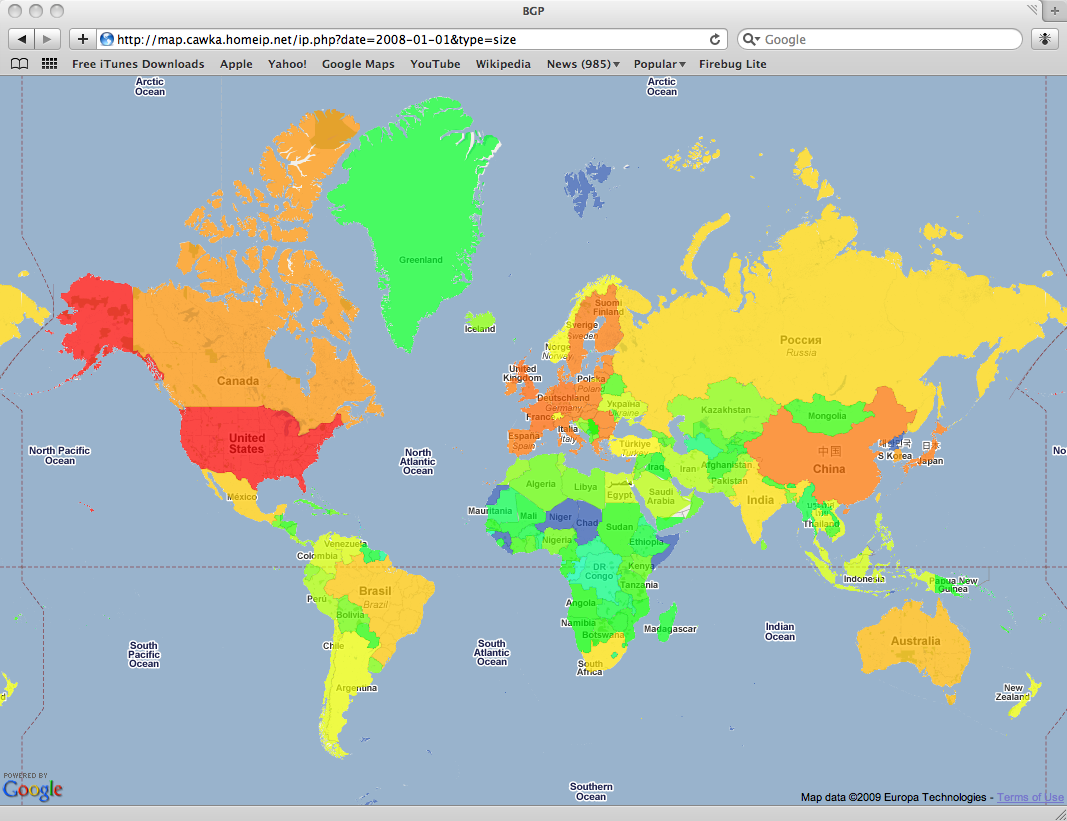 BGP
http://map.cawka.homeip.net/ip.php?date=2008-01-01&type=size
Google
Free iTunes Downloads Apple Yahoo! Google Maps YouTube Wikipedia News (985) Popular Firebug Lite
Arctic
Ocean
Arctic
Ocean
Greenland
Iceland
Suomi
Finland
Sverige
Sweden
Norge
Norway
Россия
Russia
United
Kingdom
Polska
Poland
Canada
Deutschland
Germany
Україна
Ukraine
France
Kazakhstan
Mongolia
Italia
Italy
España
Spain
Türkiye
Turkey
United
States
North Pacific
Ocean
North
Atlantic
Ocean
中国
China
S Korea
日本
Japan
No
Iraq
Iran
Afghanistan
Pakistan
Algeria
Libya
Egypt
Saudi
Arabia
India
México
Mauritania
Mali
Niger
Chad
Sudan
Thailand
Nigeria
Ethiopia
Venezuela
Colombia
DR
Congo
Kenya
Tanzania
Indonesia
Papua New
Guinea
Perú
Brasil
Brazil
Bolivia
Angola
Namibia
Botswana
Madagascar
Indian
Ocean
Australia
Chile
South
Pacific
Ocean
South
Atlantic
Ocean
South
Africa
Argentina
New
Zealand
d
POWERED BY
Google
Southern
Ocean
Map data ©2009 Europa Technologies - Terms of Use